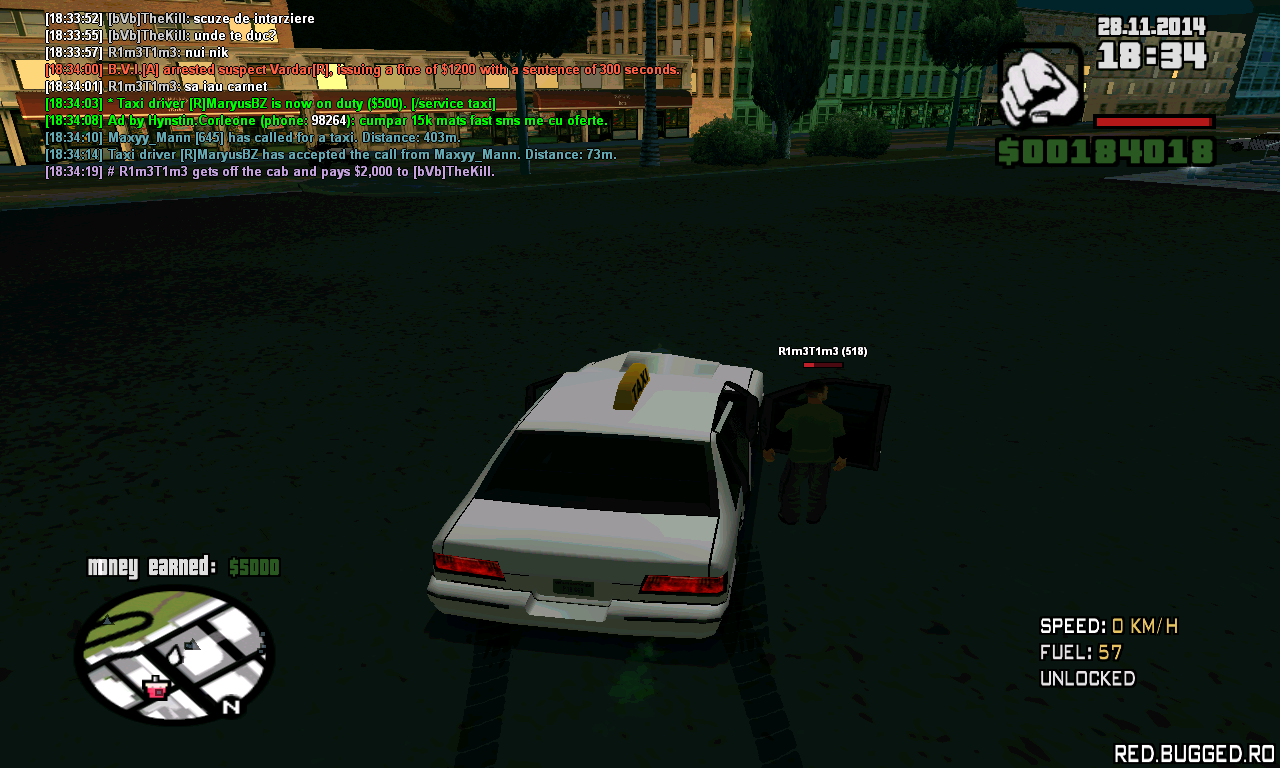 [18:33:52] [bVb]TheKill: scuze de intarziere
[18:33:55] [bVb]TheKill: unde te duc?
[18:33:57] R1m3T1m3: nui nik
[18:34:00] B.V.I.[A] arrested suspect Vardar[R], issuing a fine of $1200 with a sentence of 300 seconds.
[18:34:01] R1m3T1m3: sa iau carnet
[18:34:03] * Taxi driver [R]MaryusBZ is now on duty ($500). [/service taxi]
[18:34:08] Ad by Hynstin.Corleone (phone: 98264): cumpar 15k mats fast sms me cu oferte.
[18:34:10] Maxyy_Mann [645] has called for a taxi. Distance: 403m.
[18:34:14] Taxi driver [R]MaryusBZ has accepted the call from Maxyy_Mann. Distance: 73m.
[18:34:19] # R1m3T1m3 gets off the cab and pays $2,000 to [bVb]TheKill.
28.11.2014
18:34
$00184018
R1m3T1m3 (518)
TAXI
money earned: $5000
N
SPEED: 0 KM/H
FUEL: 57
UNLOCKED
RED.BUGGED.RO